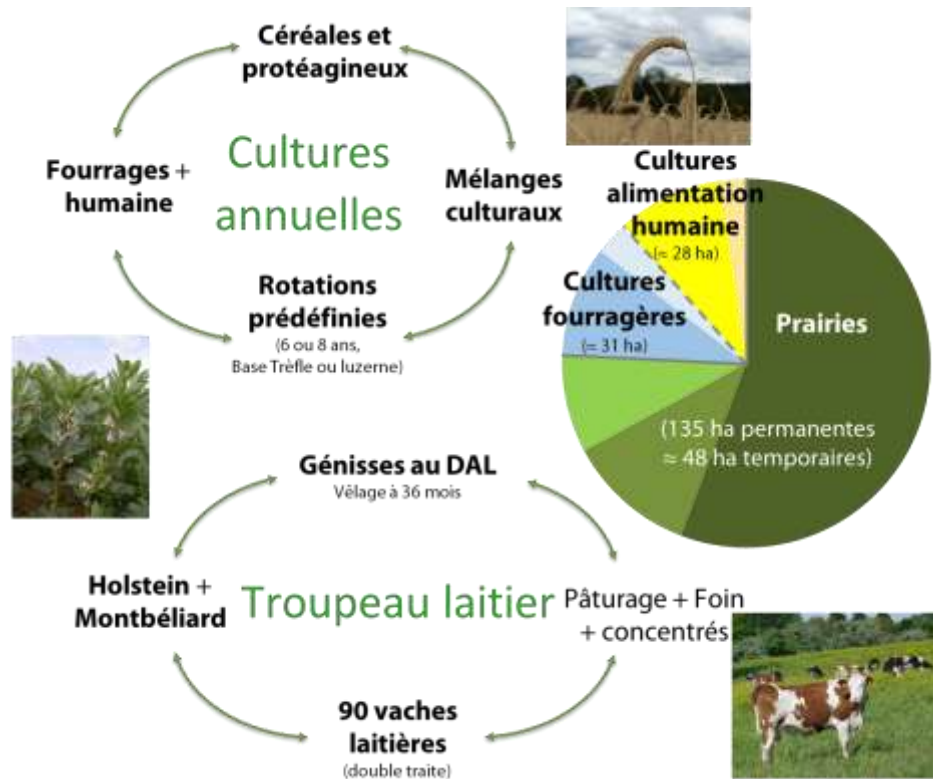 Céréales et
protéagineux
Fourrages +
humaine
Cultures
annuelles
Mélanges
culturaux
Rotations
prédéfinies
(6 ou 8 ans,
Base Trèfle ou luzerne)
Cultures
alimentation
humaine
(≈ 28 ha)
Cultures
fourragères
(≈ 31 ha)
Prairies
(135 ha permanentes
≈ 48 ha temporaires)
Génisses au DAL
Vêlage à 36 mois
Holstein +
Montbéliard
Troupeau laitier
Pâturage + Foin
+ concentrés
90 vaches
laitières
(double traite)